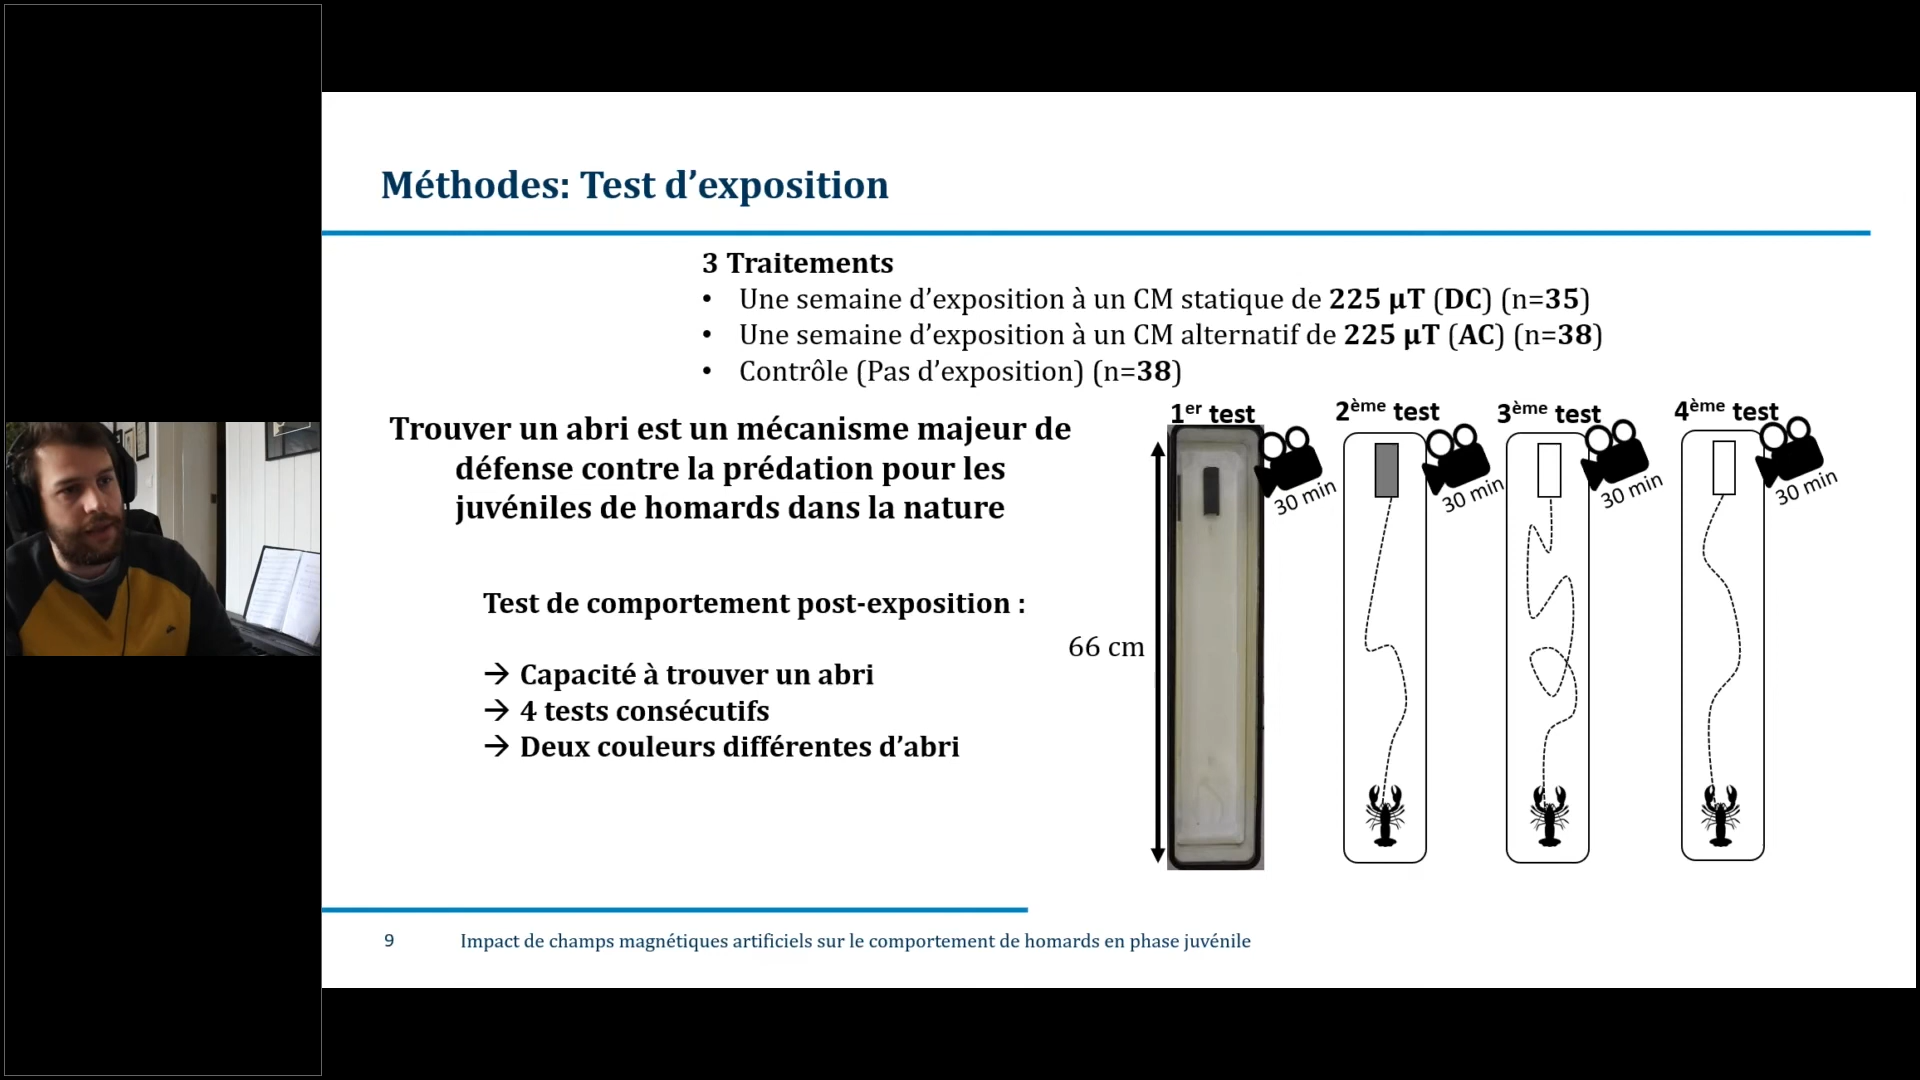 Méthodes: Test d’exposition
3 Traitements
• Une semaine d’exposition à un CM statique de 225 µT (DC) (n=35)
• Une semaine d’exposition à un CM alternatif de 225 µT (AC) (n=38)
• Contrôle (Pas d’exposition) (n=38)
Trouver un abri est un mécanisme majeur de
défense contre la prédation pour les
juvéniles de homards dans la nature
Test de comportement post-exposition :
→ Capacité à trouver un abri
→ 4 tests consécutifs
→ Deux couleurs différentes d’abri
1er test
2ème test
3ème test
4ème test
30 min
30 min
30 min
30 min
66 cm
9
Impact de champs magnétiques artificiels sur le comportement de homards en phase juvénile